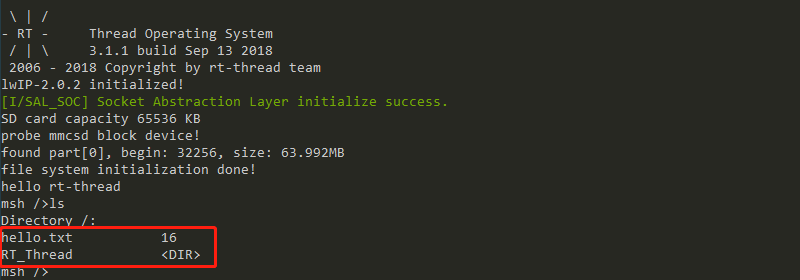 \ | /
- RT -     Thread Operating System
 / | \     3.1.1 build Sep 13 2018
 2006 - 2018 Copyright by rt-thread team
lwIP-2.0.2 initialized!
[I/SAL_SOC] Socket Abstraction Layer initialize success.
SD card capacity 65536 KB
probe mmcsd block device!
found part[0], begin: 32256, size: 63.992MB
file system initialization done!
hello rt-thread
msh />ls
Directory /:
hello.txt           16
RT_Thread           <DIR>
msh />